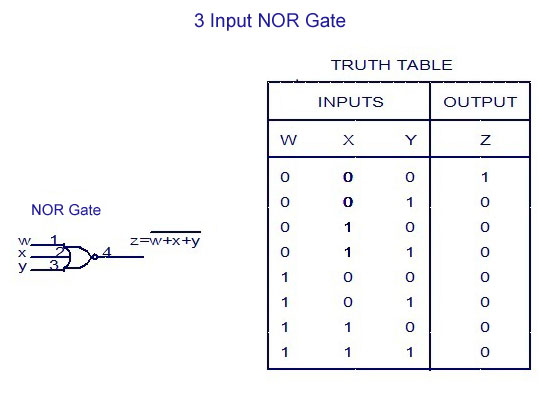 3 Input NOR Gate
TRUTH TABLE
INPUTS OUTPUT
W X Y Z
0 0 0 1
0 0 1 0
0 1 0 0
0 1 1 0
1 0 0 0
1 0 1 0
1 1 0 0
1 1 1 0
NOR Gate
w 1
x 2 4
y 3
z=w+x+y